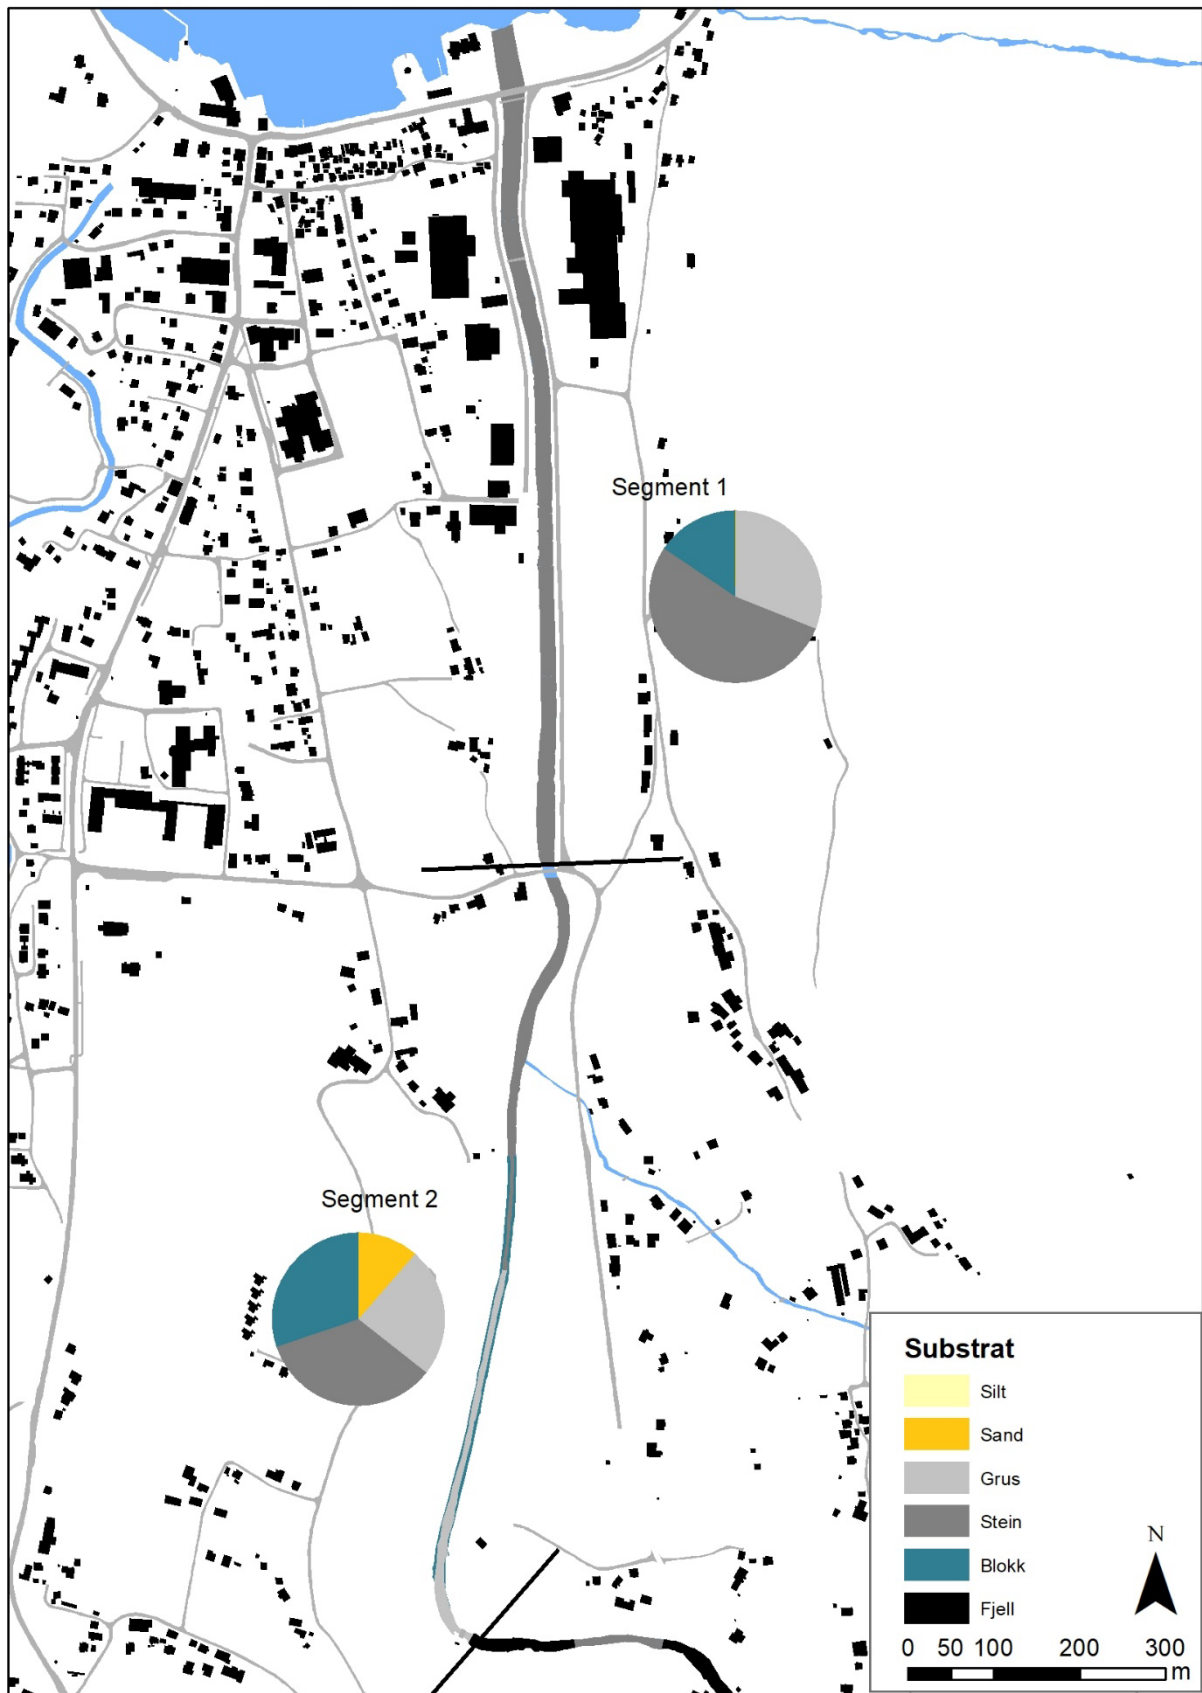 Segment 1
Segment 2
Substrat
Silt
Sand
Grus
Stein
Blokk
Fjell
N
0 50 100 200 300
m